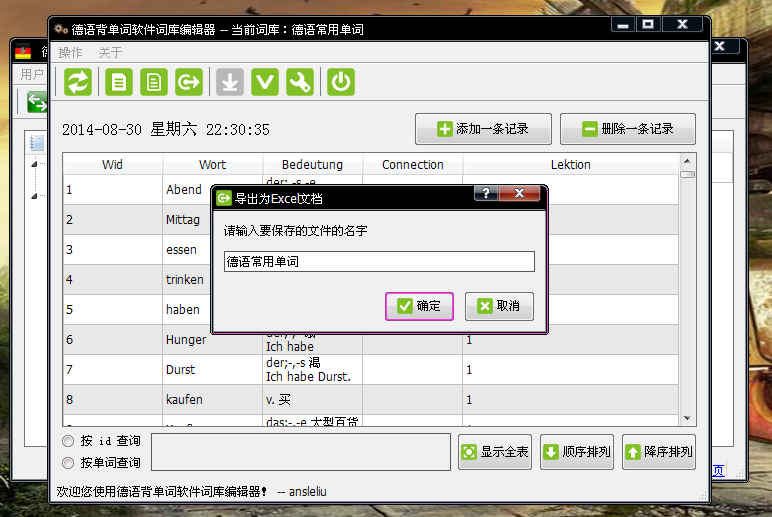 德语背单词软件词库编辑器 -- 当前词库：德语常用单词
操作 关于
用户
2014-08-30 星期六 22:30:35
添加一条记录 删除一条记录
Wid Wort Bedeutung Connection Lektion
1 Abend der; -s,-e
2 Mittag
3 essen
4 trinken
5 haben
6 Hunger
Ich habe 1
7 Durst der;-,-s 渴
Ich habe Durst. 1
8 kaufen v. 买 1
das;-,-e 大型百货
导出为Excel文档
请输入要保存的文件的名字
德语常用单词
确定 取消
按 id 查询
按单词查询
显示全表 顺序排列 降序排列
页
欢迎您使用德语背单词软件词库编辑器! -- ansleliu